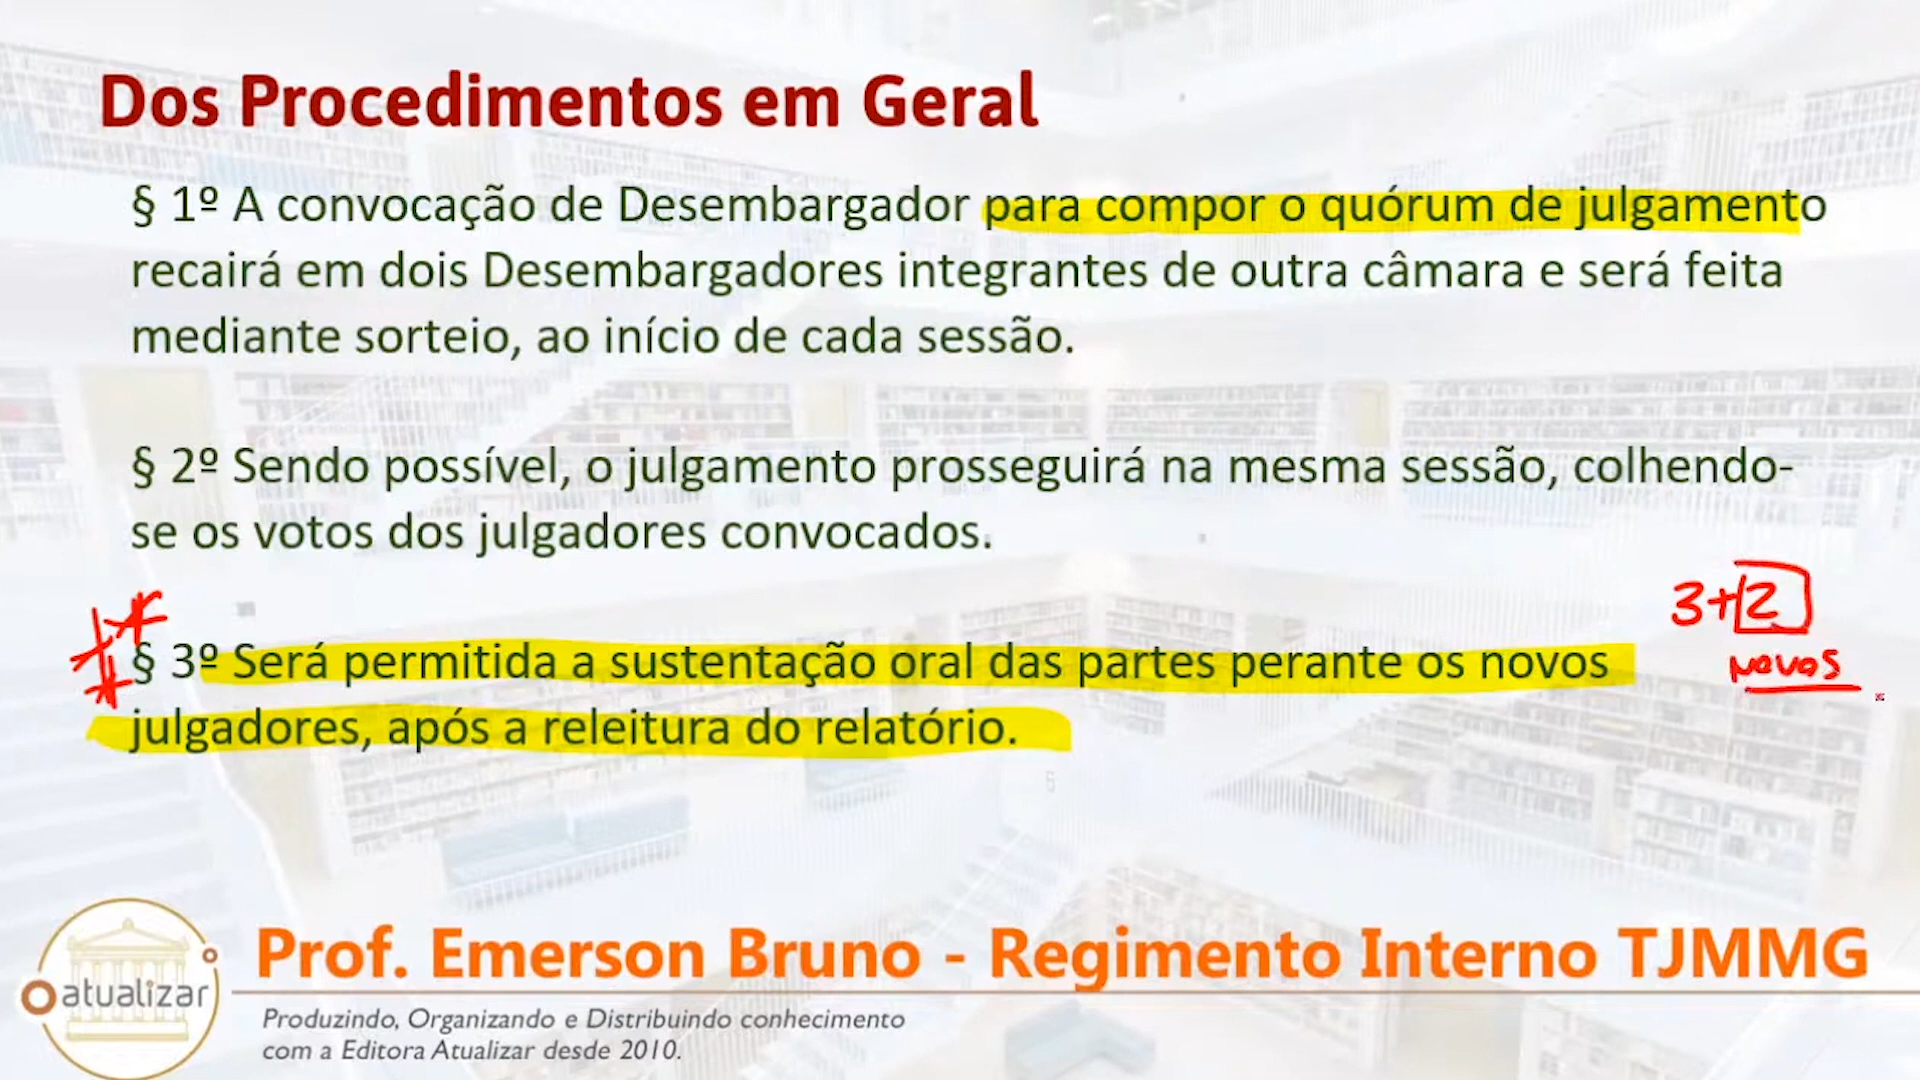 Dos Procedimentos em Geral
§ 1º A convocação de Desembargador para compor o quórum de julgamento
recairá em dois Desembargadores integrantes de outra câmara e será feita
mediante sorteio, ao início de cada sessão.
§ 2º Sendo possível, o julgamento prosseguirá na mesma sessão, colhendo-
se os votos dos julgadores convocados.
3+2
novos
§ 3º Será permitida a sustentação oral das partes perante os novos
julgadores, após a releitura do relatório.
Prof. Emerson Bruno - Regimento Interno TJMMG
atualizar
Produzindo, Organizando e Distribuindo conhecimento
com a Editora Atualizar desde 2010.